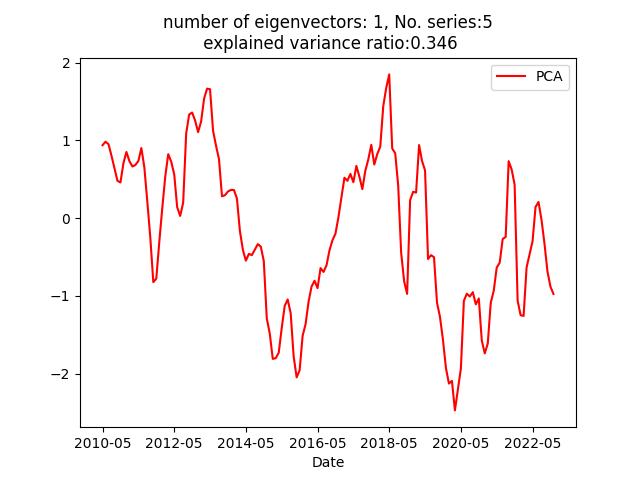 number of eigenvectors: 1, No. series:5
explained variance ratio:0.346
PCA
2
1
0
−1
−2
2010-05 2012-05 2014-05 2016-05 2018-05 2020-05 2022-05
Date